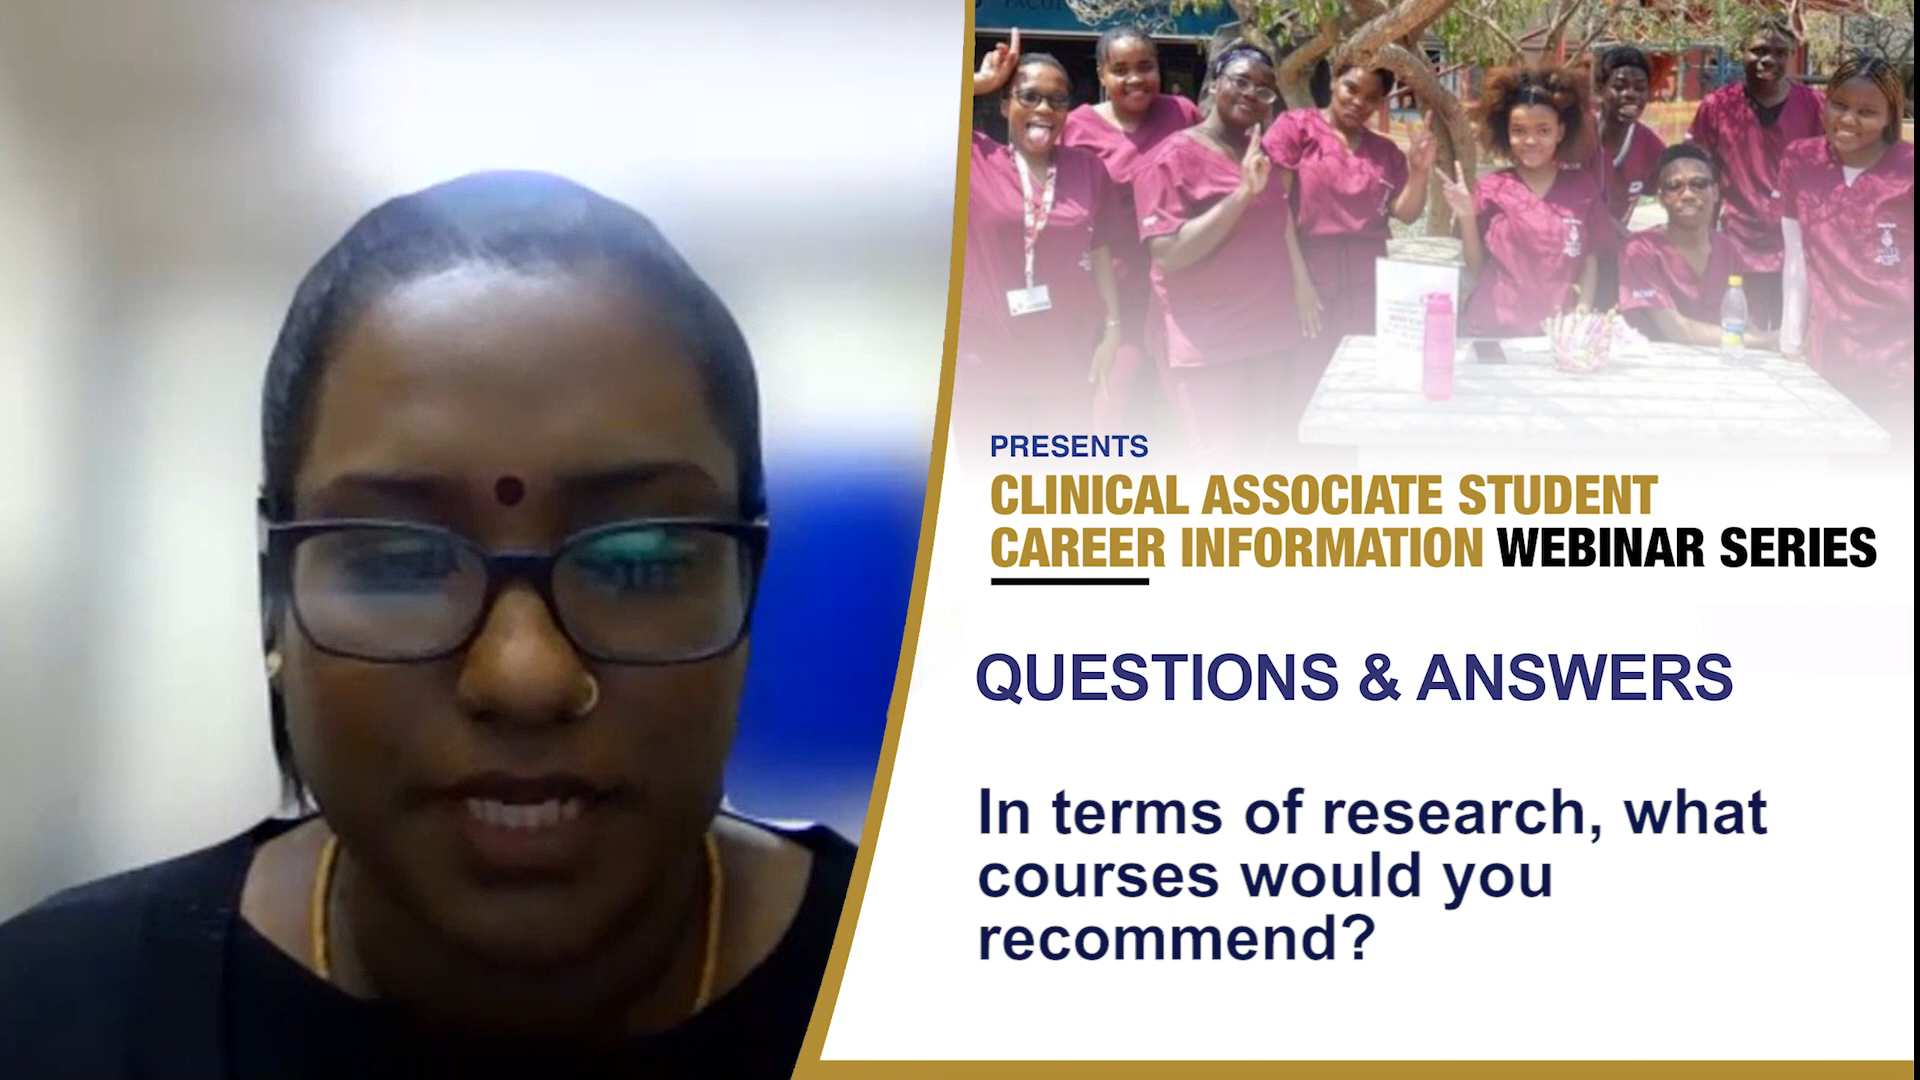 PRESENTS
CLINICAL ASSOCIATE STUDENT
CAREER INFORMATION WEBINAR SERIES
QUESTIONS & ANSWERS
In terms of research, what
courses would you
recommend?